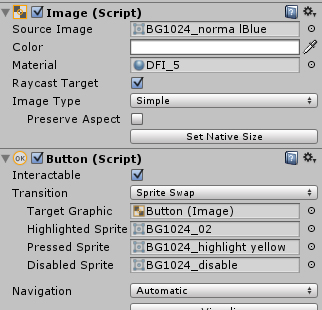 Image (Script)
Source Image BG1024_norma lBlue
Color
Material DFI_5
Raycast Target
Image Type Simple
Preserve Aspect
Set Native Size
OK Button (Script)
Interactable
Transition Sprite Swap
Target Graphic Button (Image)
Highlighted Sprite BG1024_02
Pressed Sprite BG1024_highlight yellow
Disabled Sprite BG1024_disable
Navigation Automatic